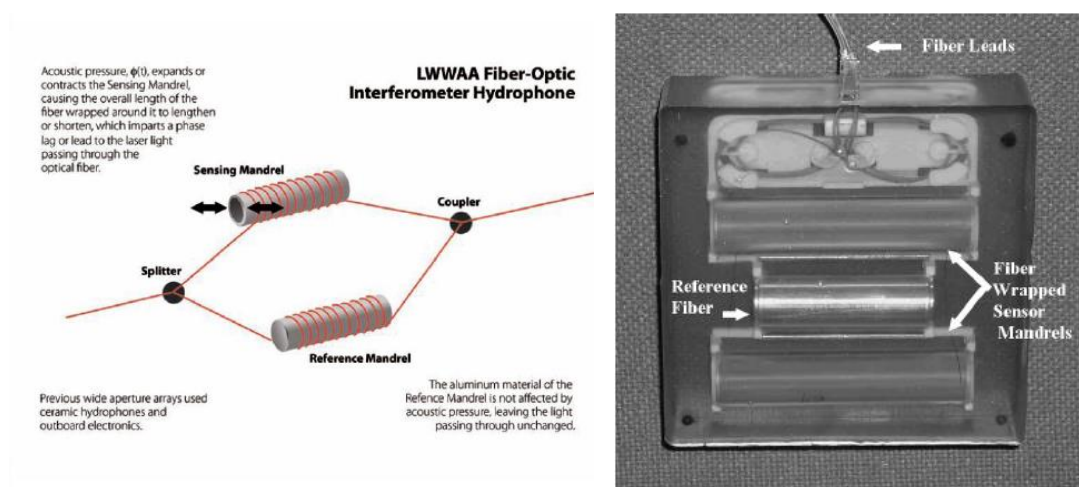 Acoustic pressure, ϕ(t), expands or
contracts the Sensing Mandrel,
causing the overall length of the
fiber wrapped around it to lengthen
or shorten, which imparts a phase
lag or lead to the laser light
passing through the
optical fiber.
LWWAA Fiber-Optic
Interferometer Hydrophone
Sensing Mandrel
Coupler
Splitter
Reference Mandrel
Previous wide aperture arrays used
ceramic hydrophones and
outboard electronics.
The aluminum material of the
Refence Mandrel is not affected by
acoustic pressure, leaving the light
passing through unchanged.
Fiber Leads
Reference
Fiber
Fiber
Wrapped
Sensor
Mandrels